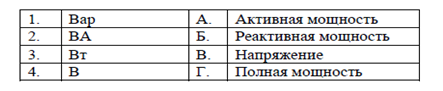 1. Вар А. Активная мощность
2. ВА Б. Реактивная мощность
3. Вт В. Напряжение
4. В Г. Полная мощность